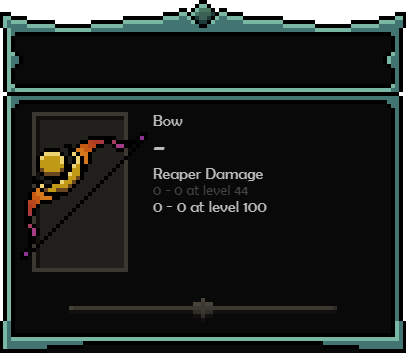 Bow
–
Reaper Damage
0 - 0 at level 44
0 - 0 at level 100